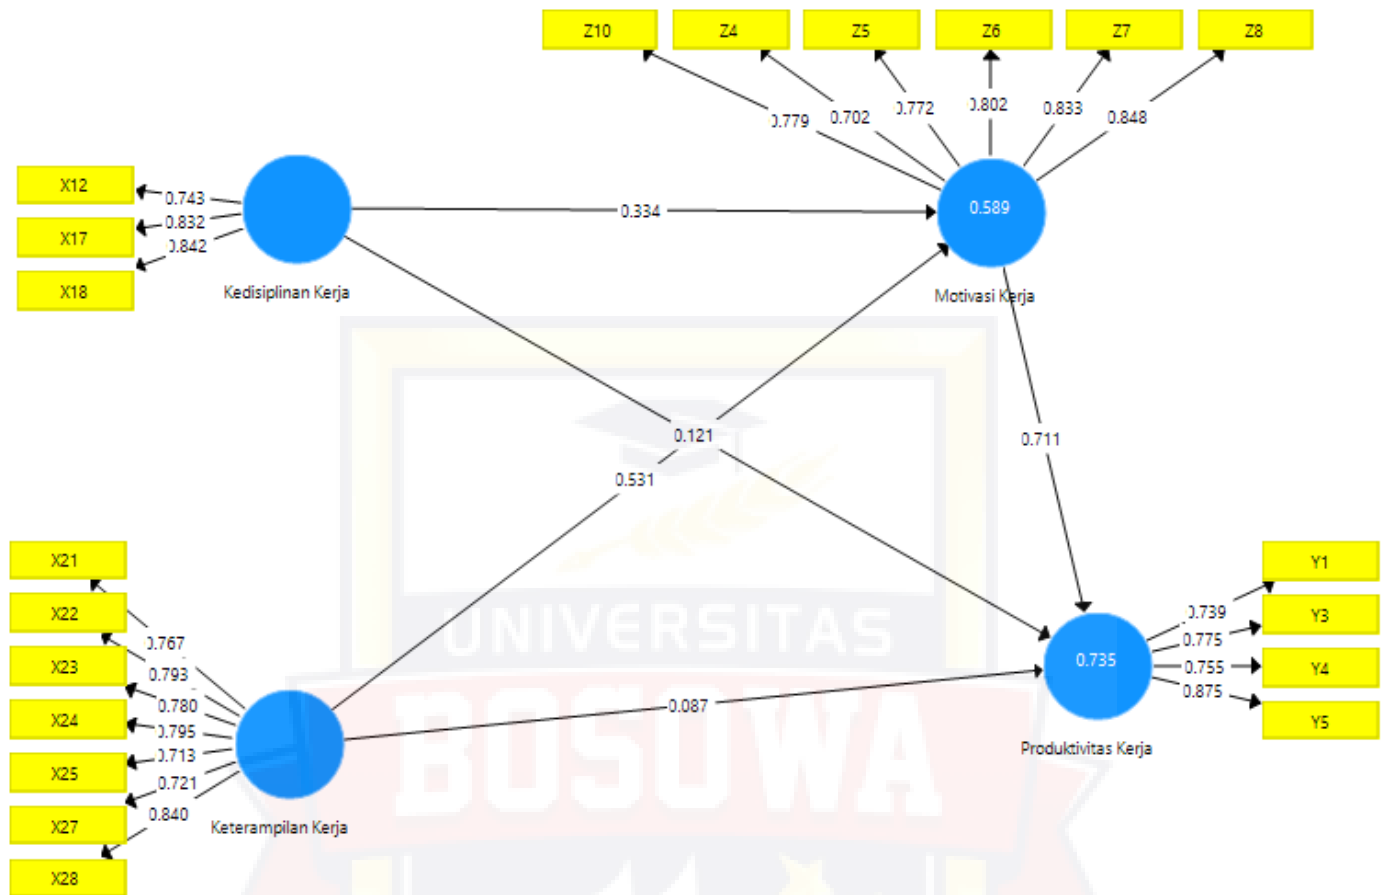 Z10 Z4 Z5 Z6 Z7 Z8
0.779 0.702 0.772 0.802 0.833 0.848
X12
X17
X18
0.743
0.832
0.842
Kedisiplinan Kerja
0.334
0.589
Motivasi Kerja
0.121
0.531
0.711
X21
X22
X23
X24
X25
X27
X28
0.767
0.793
0.780
0.795
0.713
0.721
0.840
Keterampilan Kerja
0.087
0.735
Produktivitas Kerja
0.739
0.775
0.755
0.875
Y1
Y3
Y4
Y5
UNIVERSITAS
BOSOWA